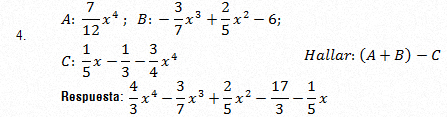 4. A: 7/12 x⁴ ; B: − 3/7 x³ + 2/5 x² − 6;
C: 1/5 x − 1/3 − 3/4 x⁴ Hallar: (A + B) − C
Respuesta: 4/3 x⁴ − 3/7 x³ + 2/5 x² − 17/3 − 1/5 x